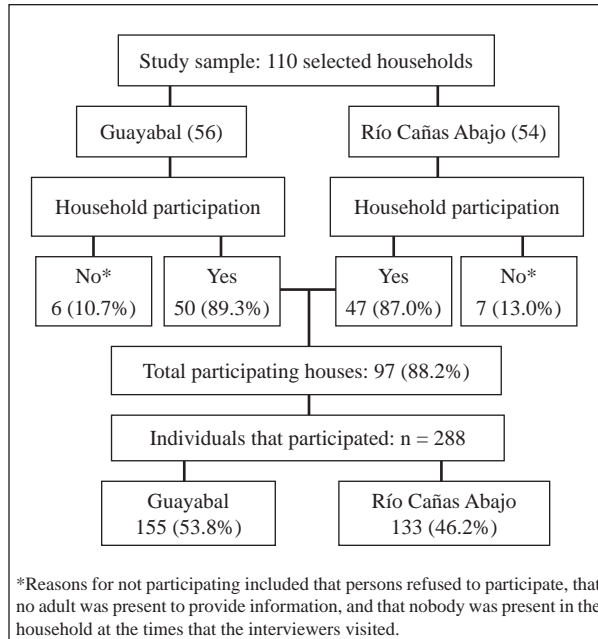 Study sample: 110 selected households
Guayabal (56)
Río Cañas Abajo (54)
Household participation
Household participation
No*
6 (10.7%)
Yes
50 (89.3%)
Yes
47 (87.0%)
No*
7 (13.0%)
Total participating houses: 97 (88.2%)
Individuals that participated: n = 288
Guayabal
155 (53.8%)
Río Cañas Abajo
133 (46.2%)
*Reasons for not participating included that persons refused to participate, that
no adult was present to provide information, and that nobody was present in the
household at the times that the interviewers visited.